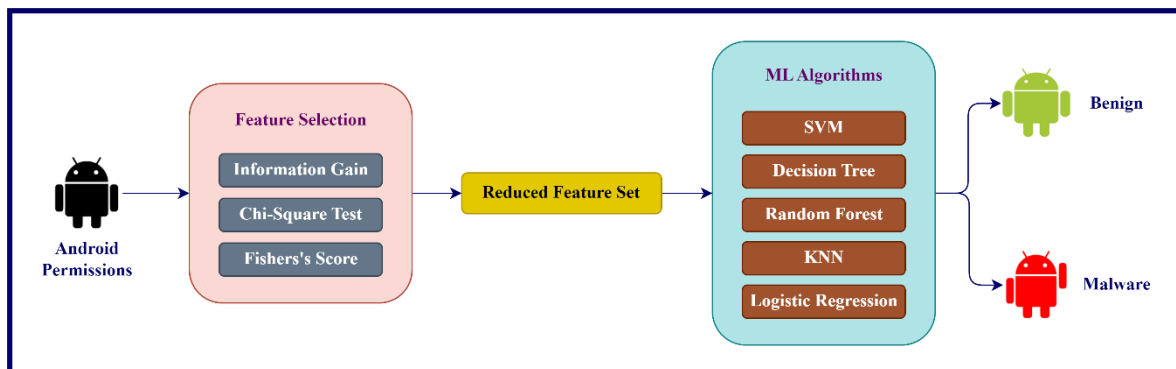 Android
Permissions
Feature Selection
Information Gain
Chi-Square Test
Fishers's Score
Reduced Feature Set
ML Algorithms
SVM
Decision Tree
Random Forest
KNN
Logistic Regression
Benign
Malware